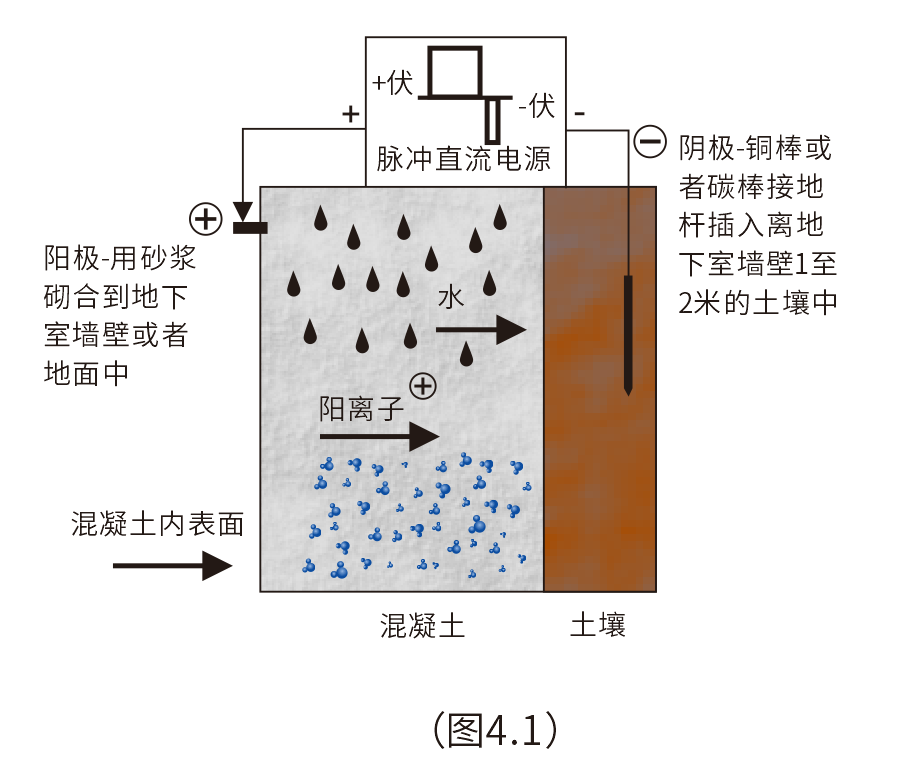 +伏
-伏
+
-
脉冲直流电源
阴极-铜棒或
者碳棒接地
杆插入离地
下室墙壁1至
2米的土壤中
阳极-用砂浆
砌合到地下
室墙壁或者
地面中
水
阳离子
混凝土内表面
混凝土
土壤
（图4.1）